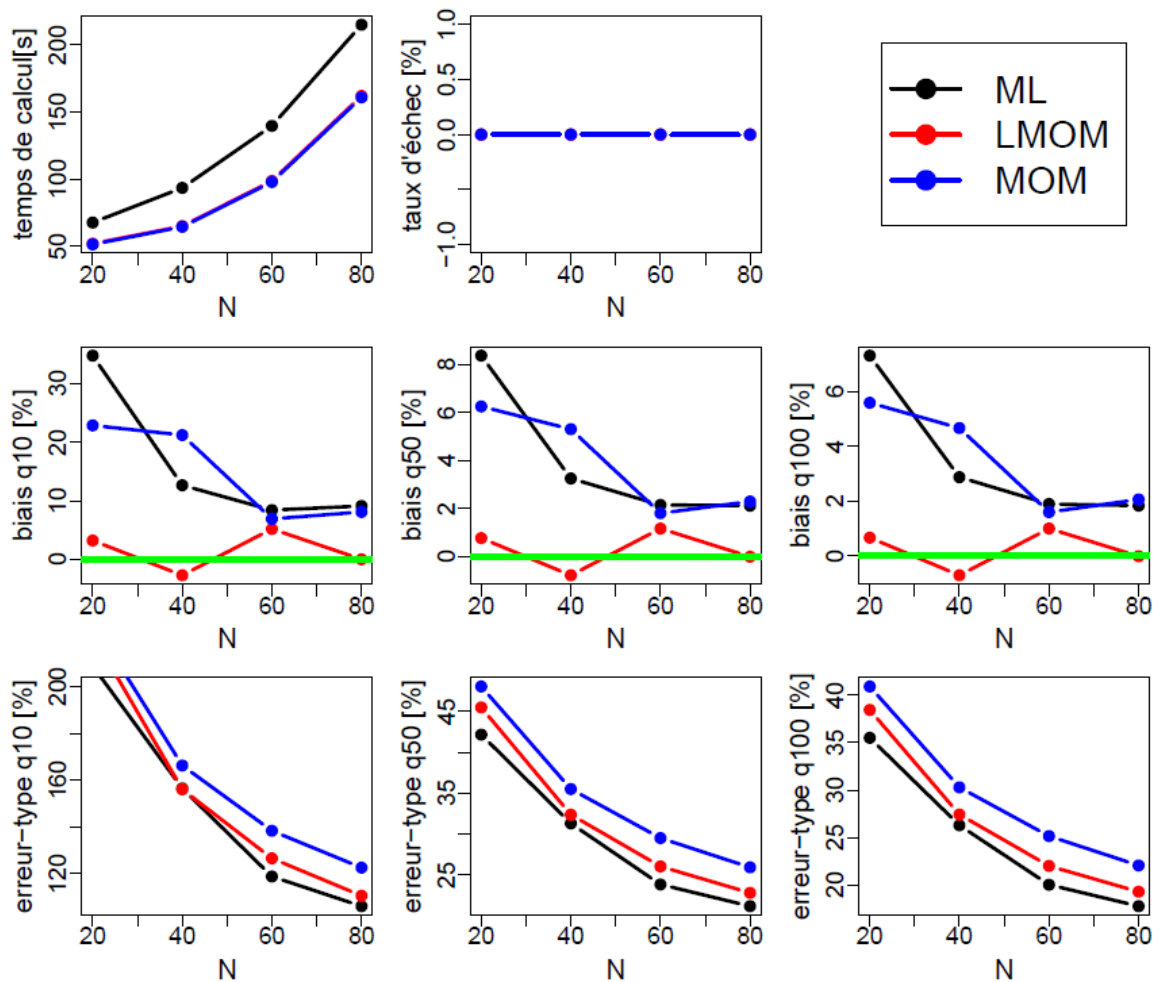 temps de calcul[s]
50 100 150 200
20 40 60 80
N
taux d'échec [%]
−1.0 0.0 0.5 1.0
20 40 60 80
N
ML
LMOM
MOM
biais q10 [%]
0 10 20 30
20 40 60 80
N
biais q50 [%]
0 2 4 6 8
20 40 60 80
N
biais q100 [%]
0 2 4 6
20 40 60 80
N
erreur−type q10 [%]
120 160 200
20 40 60 80
N
erreur−type q50 [%]
25 35 45
20 40 60 80
N
erreur−type q100 [%]
20 25 30 35 40
20 40 60 80
N